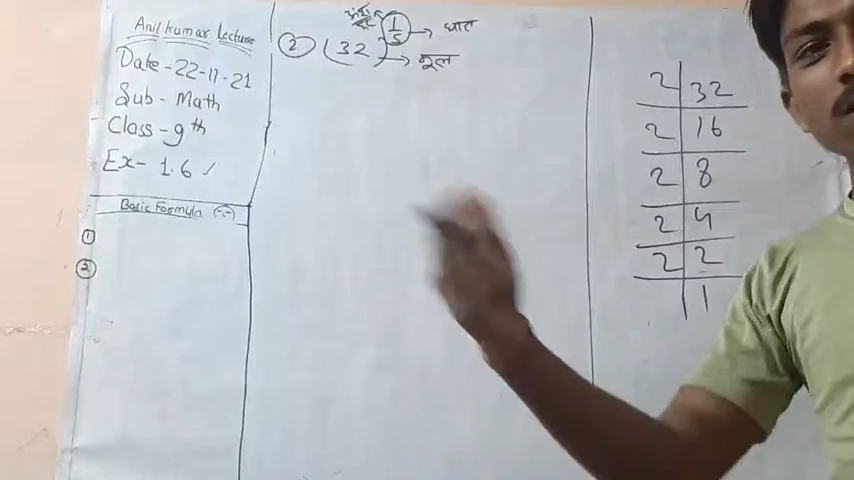 Anil kumar Lecture
Date - 22-11-21
Sub - Math
Class - 9th
Ex - 1.6 ✓
Basic Formula (-:-)
①
②
② (32) 1/5 → घात
→ मूल
2 | 32
2 | 16
2 | 8
2 | 4
2 | 2
1